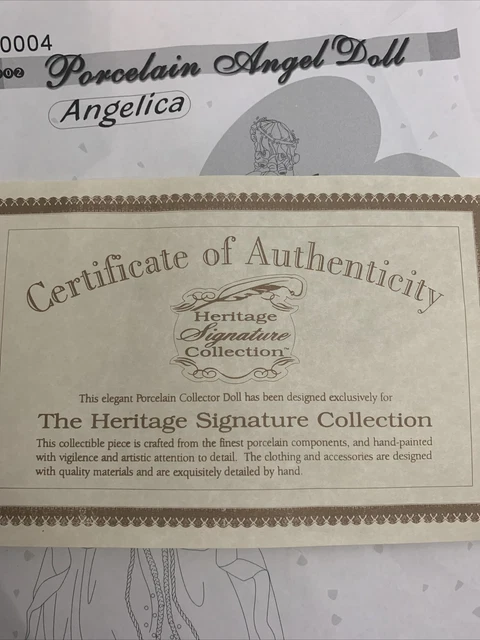 0004
002 Porcelain Angel Doll
Angelica
Certificate of Authenticity
Heritage
Signature
Collection™
This elegant Porcelain Collector Doll has been designed exclusively for
The Heritage Signature Collection
This collectible piece is crafted from the finest porcelain components, and hand-painted
with vigilence and artistic attention to detail. The clothing and accessories are designed
with quality materials and are exquisitely detailed by hand.